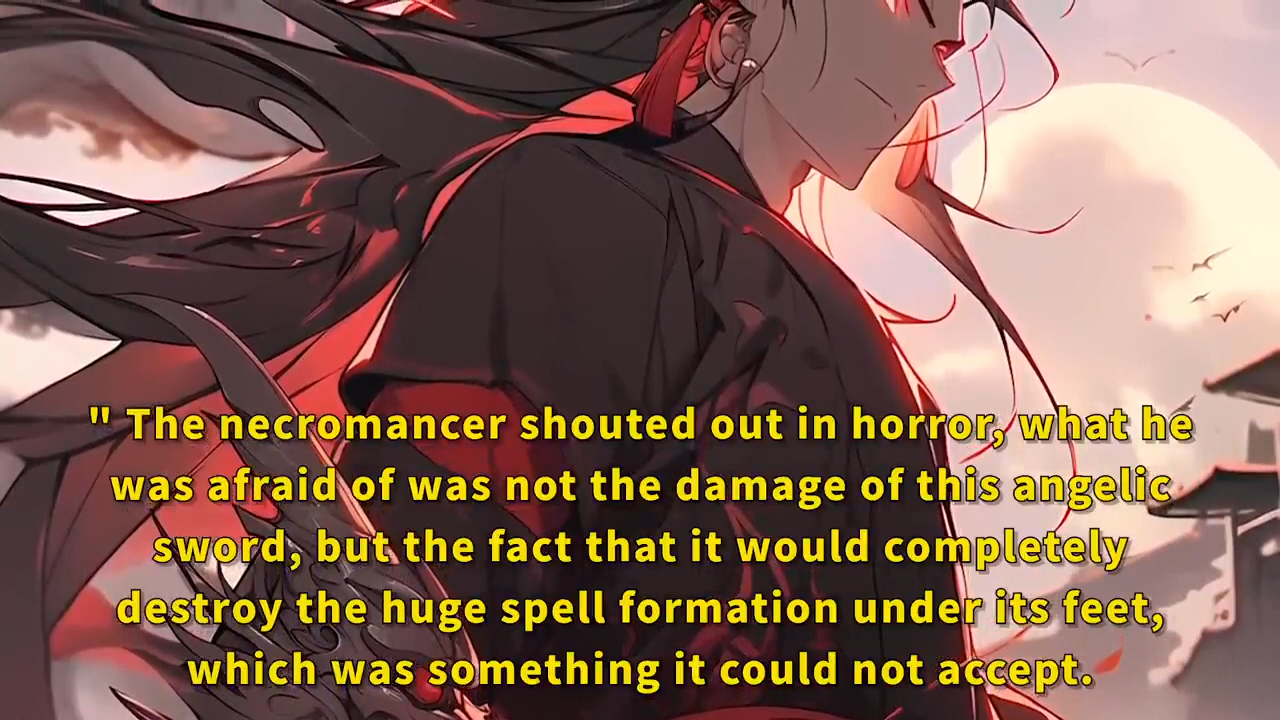 " The necromancer shouted out in horror, what he
was afraid of was not the damage of this angelic
sword, but the fact that it would completely
destroy the huge spell formation under its feet,
which was something it could not accept.